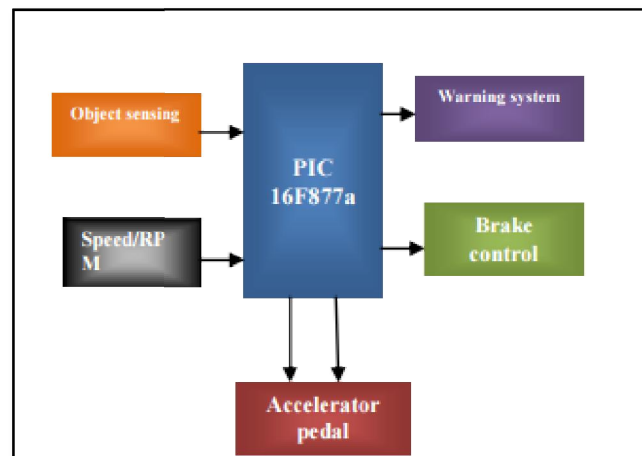 Object sensing
Warning system
PIC
16F877a
Speed/RP
M
Brake
control
Accelerator
pedal